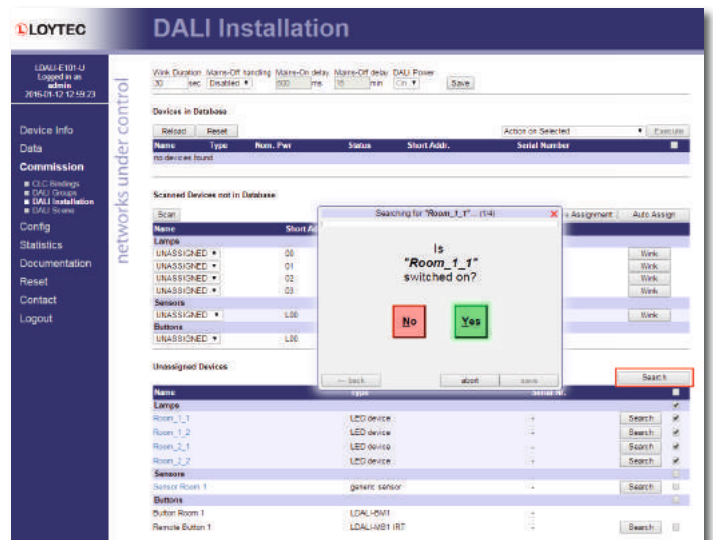 LOYTEC
DALI Installation
LDALI-E101-U
Logged in as
admin
2016-01-12 12:59:23
networks under control
Device Info
Data
Commission
CLC Bindings
DALI Groups
DALI Installation
DALI Scene
Config
Statistics
Documentation
Reset
Contact
Logout
Wink Duration Mains-Off handling Mains-On delay Mains-Off delay DALI Power
30 sec Disabled 500 ms 15 min On Save
Devices in Database
Reload Reset Action on Selected Execute
Name Type Nom. Pwr Status Short Addr. Serial Number
no devices found
Scanned Devices not in Database
Scan Assignment Auto Assign
Name Short
Lamps
UNASSIGNED 00 Wink
UNASSIGNED 01 Wink
UNASSIGNED 02 Wink
UNASSIGNED 03 Wink
Sensors
UNASSIGNED L00 Wink
Buttons
UNASSIGNED L00
Searching for "Room_1_1"... (1/4) X
Is
"Room_1_1"
switched on?
No Yes
← back abort save
Unassigned Devices
Search
Name Type Serial Nr.
Lamps
Room_1_1 LED device - Search
Room_1_2 LED device - Search
Room_2_1 LED device - Search
Room_2_2 LED device - Search
Sensors
Sensor Room 1 generic sensor - Search
Buttons
Button Room 1 LDALI-BM1
Remote Button 1 LDALI-MS1 IRT - Search